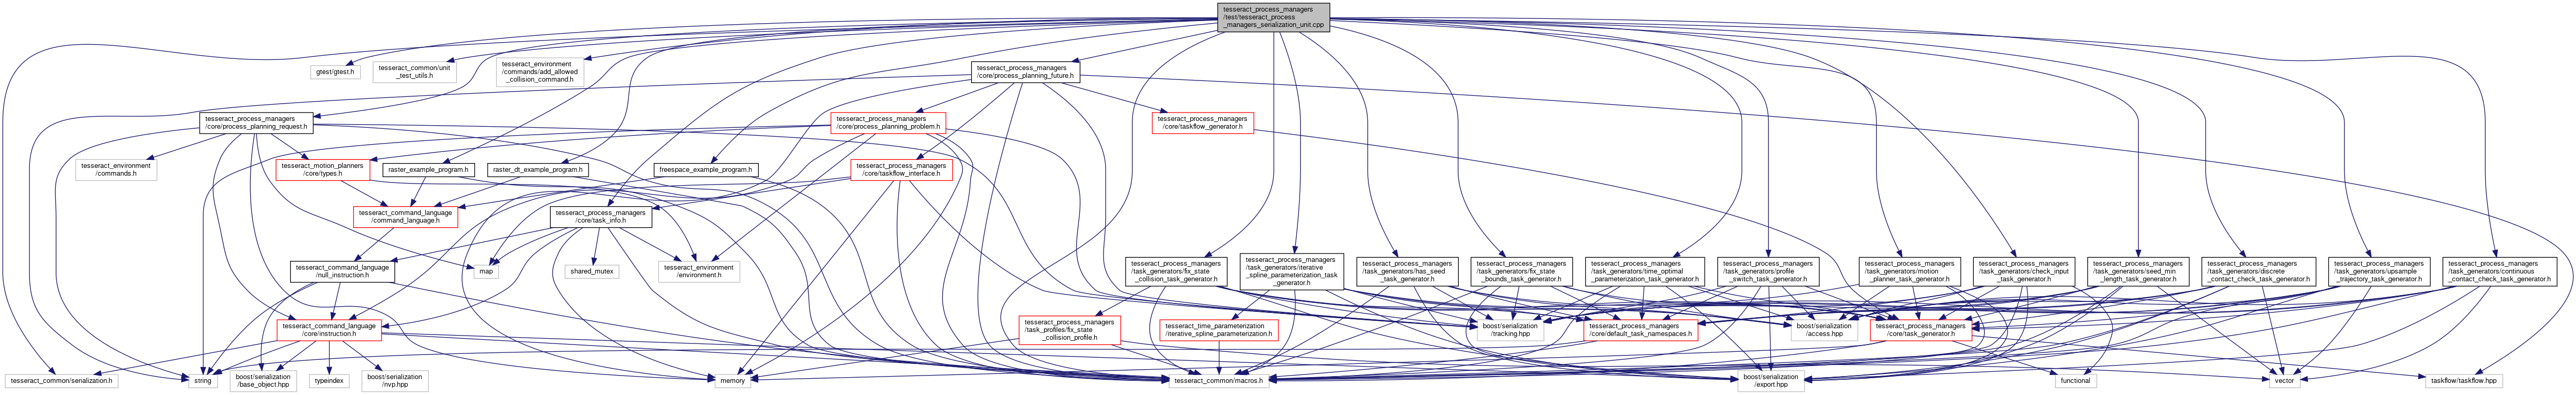 tesseract_process_managers
/test/tesseract_process
_managers_serialization_unit.cpp
gtest/gtest.h
tesseract_common/unit
_test_utils.h
tesseract_environment
/commands/add_allowed
_collision_command.h
tesseract_process_managers
/core/process_planning_future.h
tesseract_process_managers
/core/process_planning_request.h
tesseract_process_managers
/core/process_planning_problem.h
tesseract_process_managers
/core/taskflow_generator.h
tesseract_environment
/commands.h
tesseract_motion_planners
/core/types.h
raster_example_program.h
raster_dt_example_program.h
freespace_example_program.h
tesseract_process_managers
/core/taskflow_interface.h
tesseract_command_language
/command_language.h
tesseract_process_managers
/core/task_info.h
tesseract_command_language
/null_instruction.h
map
shared_mutex
tesseract_environment
/environment.h
tesseract_process_managers
/task_generators/fix_state
_collision_task_generator.h
tesseract_process_managers
/task_generators/iterative
_spline_parameterization_task
_generator.h
tesseract_process_managers
/task_generators/has_seed
_task_generator.h
tesseract_process_managers
/task_generators/fix_state
_bounds_task_generator.h
tesseract_process_managers
/task_generators/time_optimal
_parameterization_task_generator.h
tesseract_process_managers
/task_generators/profile
_switch_task_generator.h
tesseract_process_managers
/task_generators/motion
_planner_task_generator.h
tesseract_process_managers
/task_generators/check_input
_task_generator.h
tesseract_process_managers
/task_generators/seed_min
_length_task_generator.h
tesseract_process_managers
/task_generators/discrete
_contact_check_task_generator.h
tesseract_process_managers
/task_generators/upsample
_trajectory_task_generator.h
tesseract_process_managers
/task_generators/continuous
_contact_check_task_generator.h
tesseract_command_language
/core/instruction.h
tesseract_process_managers
/task_profiles/fix_state
_collision_profile.h
tesseract_time_parameterization
/iterative_spline_parameterization.h
boost/serialization
/tracking.hpp
tesseract_process_managers
/core/default_task_namespaces.h
boost/serialization
/access.hpp
tesseract_process_managers
/core/task_generator.h
tesseract_common/serialization.h
string
boost/serialization
/base_object.hpp
typeindex
boost/serialization
/nvp.hpp
memory
tesseract_common/macros.h
boost/serialization
/export.hpp
functional
vector
taskflow/taskflow.hpp